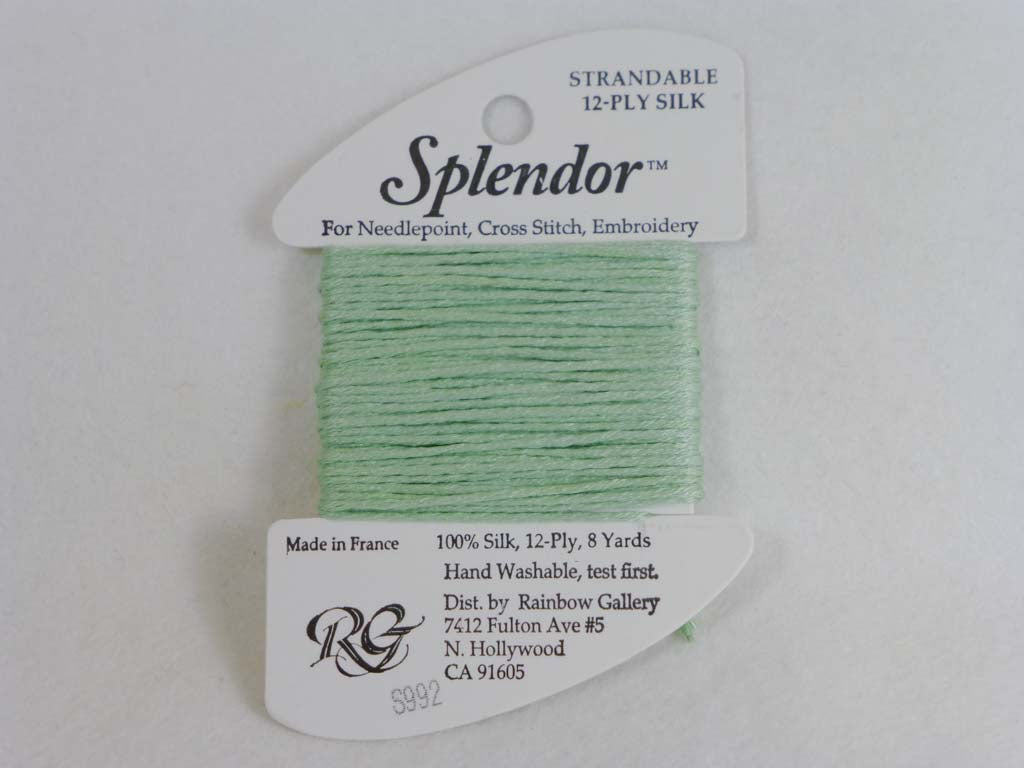 STRANDABLE
12-PLY SILK
Splendor™
For Needlepoint, Cross Stitch, Embroidery
Made in France
100% Silk, 12-Ply, 8 Yards
Hand Washable, test first.
Dist. by Rainbow Gallery
7412 Fulton Ave #5
N. Hollywood
CA 91605
RG
S992